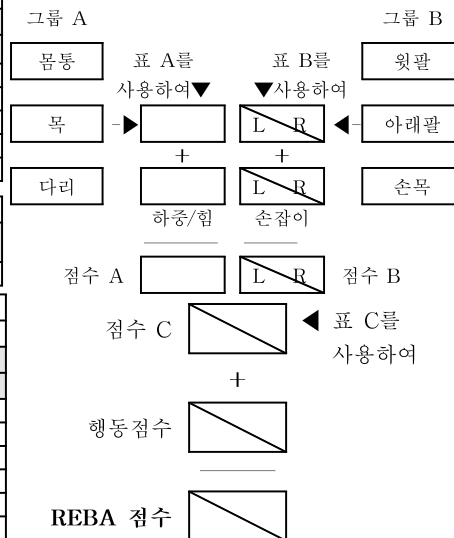 그룹 A 그룹 B
몸통 표 A를 표 B를 윗팔
사용하여▼ ▼사용하여
목 L R 아래팔
+ +
다리 L R 손목
하중/힘 손잡이
점수 A L R 점수 B
점수 C 표 C를
사용하여
+
행동점수
REBA 점수